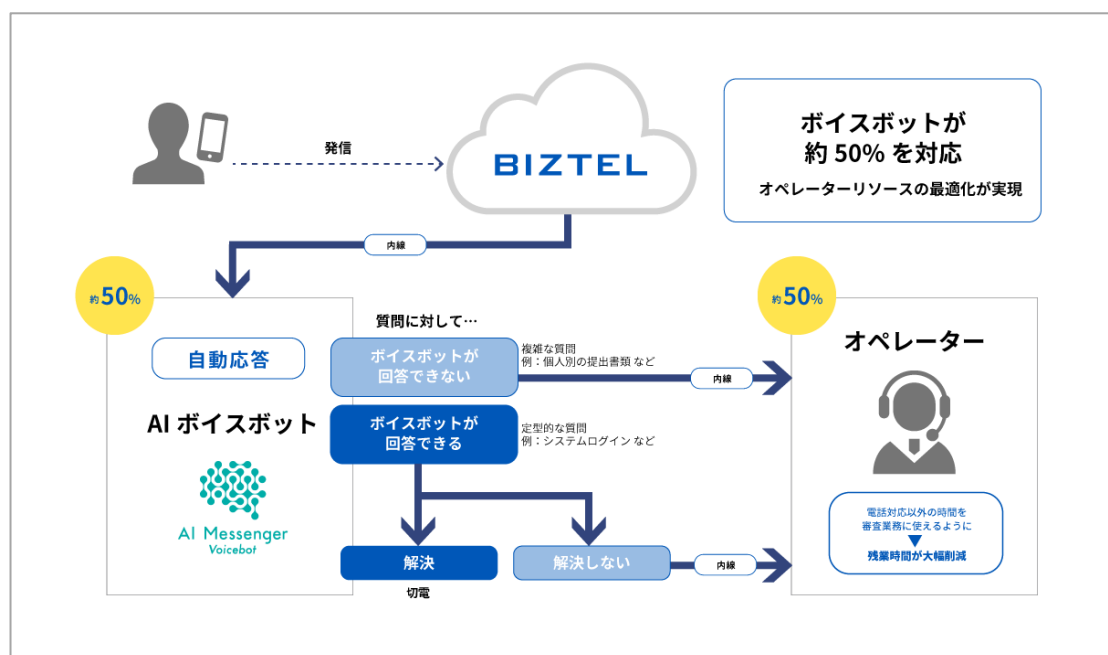 発信
BIZTEL
ボイスボットが
約 50% を対応
オペレーターリソースの最適化が実現
内線
約50%
自動応答
AI ボイスボット
AI Messenger
Voicebot
質問に対して…
ボイスボットが
回答できない
複雑な質問
例：個人別の提出書類 など
内線
ボイスボットが
回答できる
定型的な質問
例：システムログイン など
解決
切電
解決しない
内線
約50%
オペレーター
電話対応以外の時間を
審査業務に使えるように
残業時間が大幅削減